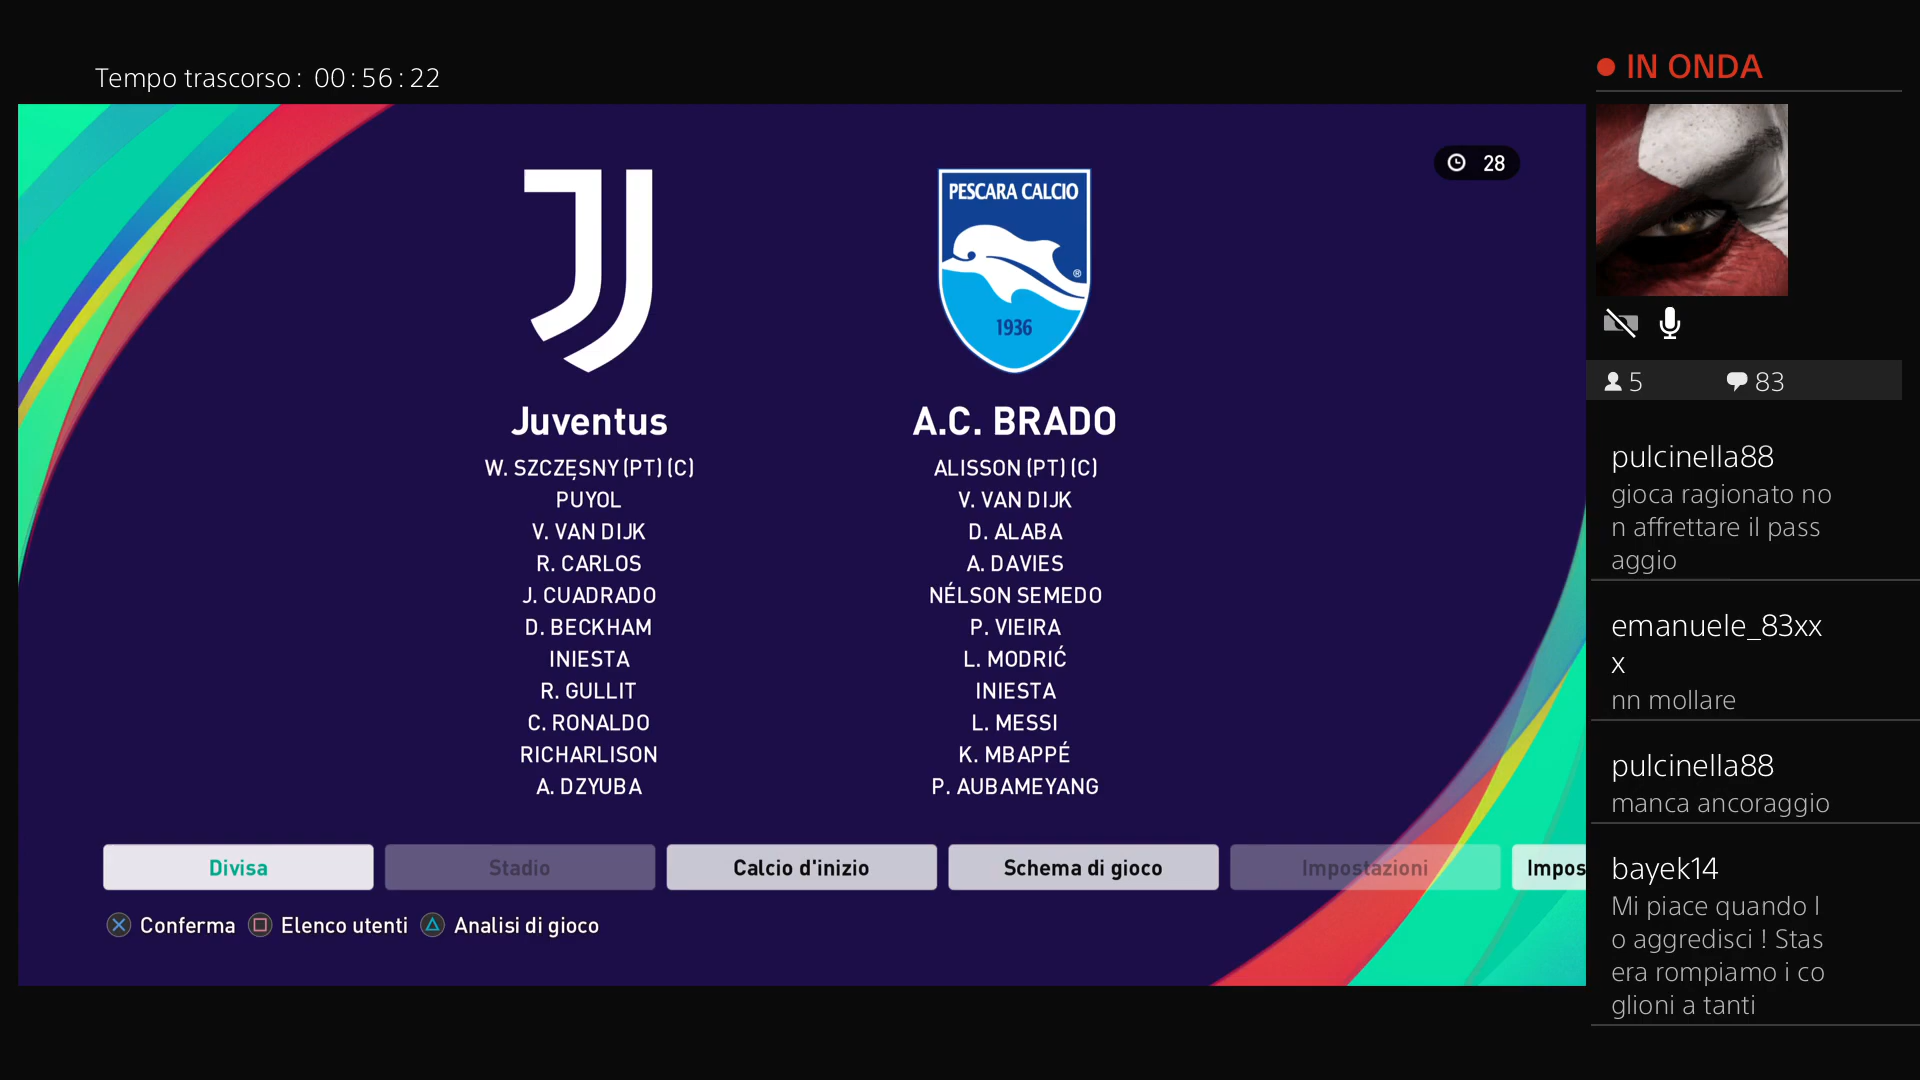 Tempo trascorso: 00:56:22
IN ONDA
28
PESCARA CALCIO
®
1936
Juventus
W. SZCZĘSNY (PT) (C)
PUYOL
V. VAN DIJK
R. CARLOS
J. CUADRADO
D. BECKHAM
INIESTA
R. GULLIT
C. RONALDO
RICHARLISON
A. DZYUBA
A.C. BRADO
ALISSON (PT) (C)
V. VAN DIJK
D. ALABA
A. DAVIES
NÉLSON SEMEDO
P. VIEIRA
L. MODRIĆ
INIESTA
L. MESSI
K. MBAPPÉ
P. AUBAMEYANG
Divisa
Stadio
Calcio d'inizio
Schema di gioco
Impostazioni
Impos
Conferma
Elenco utenti
Analisi di gioco
5
83
pulcinella88
gioca ragionato no
n affrettare il pass
aggio
emanuele_83xx
x
nn mollare
pulcinella88
manca ancoraggio
bayek14
Mi piace quando l
o aggredisci ! Stas
era rompiamo i co
glioni a tanti